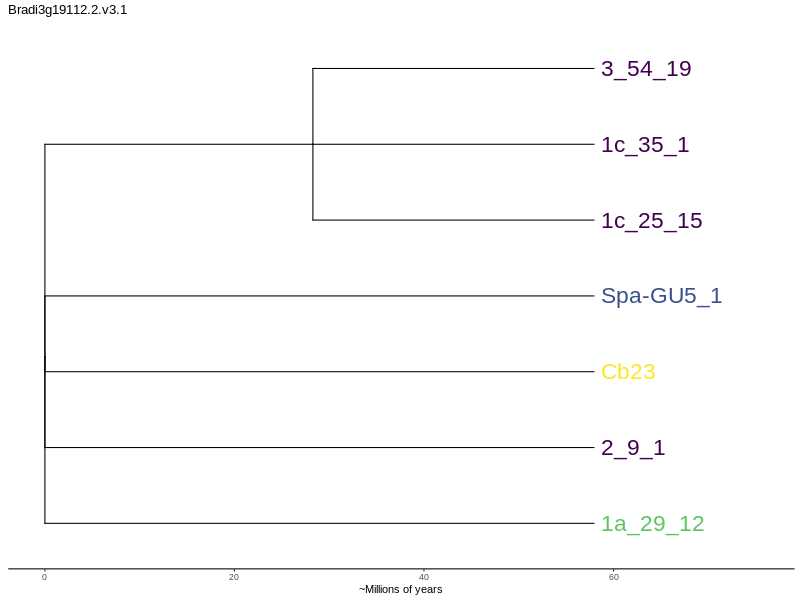 Bradi3g19112.2.v3.1
3_54_19
1c_35_1
1c_25_15
Spa-GU5_1
Cb23
2_9_1
1a_29_12
0 20 40 60
~Millions of years